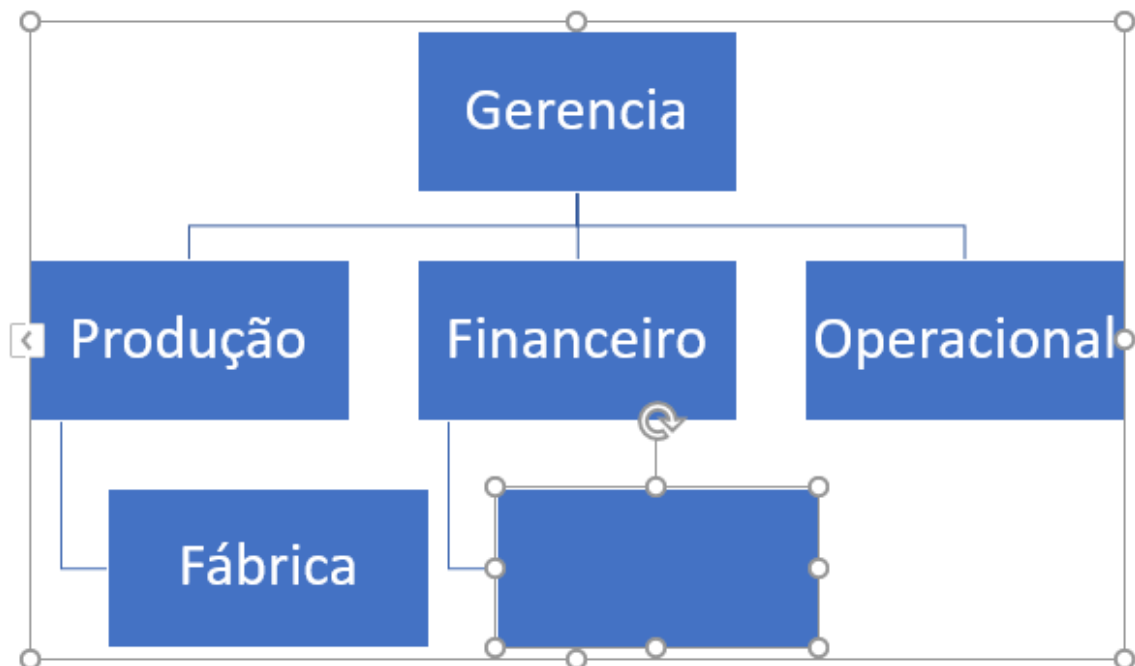 Gerencia
Produção
Financeiro
Operacional
Fábrica